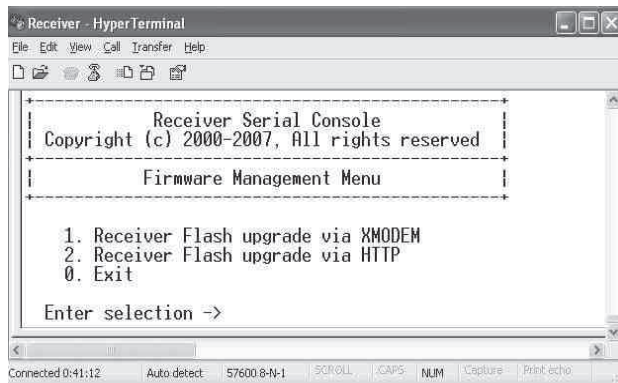 Receiver - HyperTerminal
File Edit View Call Transfer Help
Receiver Serial Console
Copyright (c) 2000-2007, All rights reserved
Firmware Management Menu
1. Receiver Flash upgrade via XMODEM
2. Receiver Flash upgrade via HTTP
0. Exit
Enter selection ->
Connected 0:41:12 Auto detect 57600 8-N-1 SCROLL CAPS NUM Capture Print echo